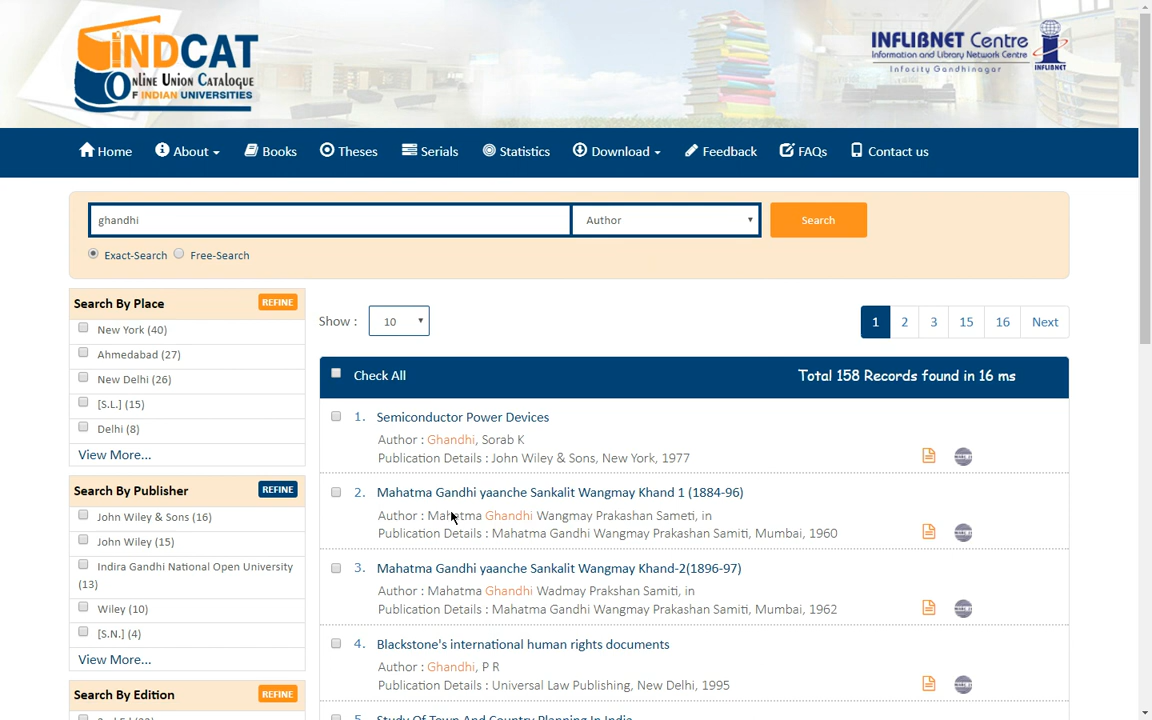 INDCAT
ONLINE UNION CATALOGUE
OF INDIAN UNIVERSITIES
INFLIBNET Centre
Information and Library Network Centre
Infocity Gandhinagar
INFLIBNET
Home
About
Books
Theses
Serials
Statistics
Download
Feedback
FAQs
Contact us
ghandhi
Author
Search
Exact-Search
Free-Search
Search By Place
REFINE
New York (40)
Ahmedabad (27)
New Delhi (26)
[S.L.] (15)
Delhi (8)
View More...
Search By Publisher
REFINE
John Wiley & Sons (16)
John Wiley (15)
Indira Gandhi National Open University
(13)
Wiley (10)
[S.N.] (4)
View More...
Search By Edition
REFINE
Show :
10
1
2
3
15
16
Next
Check All
Total 158 Records found in 16 ms
1. Semiconductor Power Devices
Author : Ghandhi, Sorab K
Publication Details : John Wiley & Sons, New York, 1977
2. Mahatma Gandhi yaanche Sankalit Wangmay Khand 1 (1884-96)
Author : Mahatma Ghandhi Wangmay Prakashan Sameti, in
Publication Details : Mahatma Gandhi Wangmay Prakashan Samiti, Mumbai, 1960
3. Mahatma Gandhi yaanche Sankalit Wangmay Khand-2(1896-97)
Author : Mahatma Ghandhi Wadmay Prakshan Samiti, in
Publication Details : Mahatma Gandhi Wangmay Prakashan Samiti, Mumbai, 1962
4. Blackstone's international human rights documents
Author : Ghandhi, P R
Publication Details : Universal Law Publishing, New Delhi, 1995
5. Study Of Town And Country Planning In India